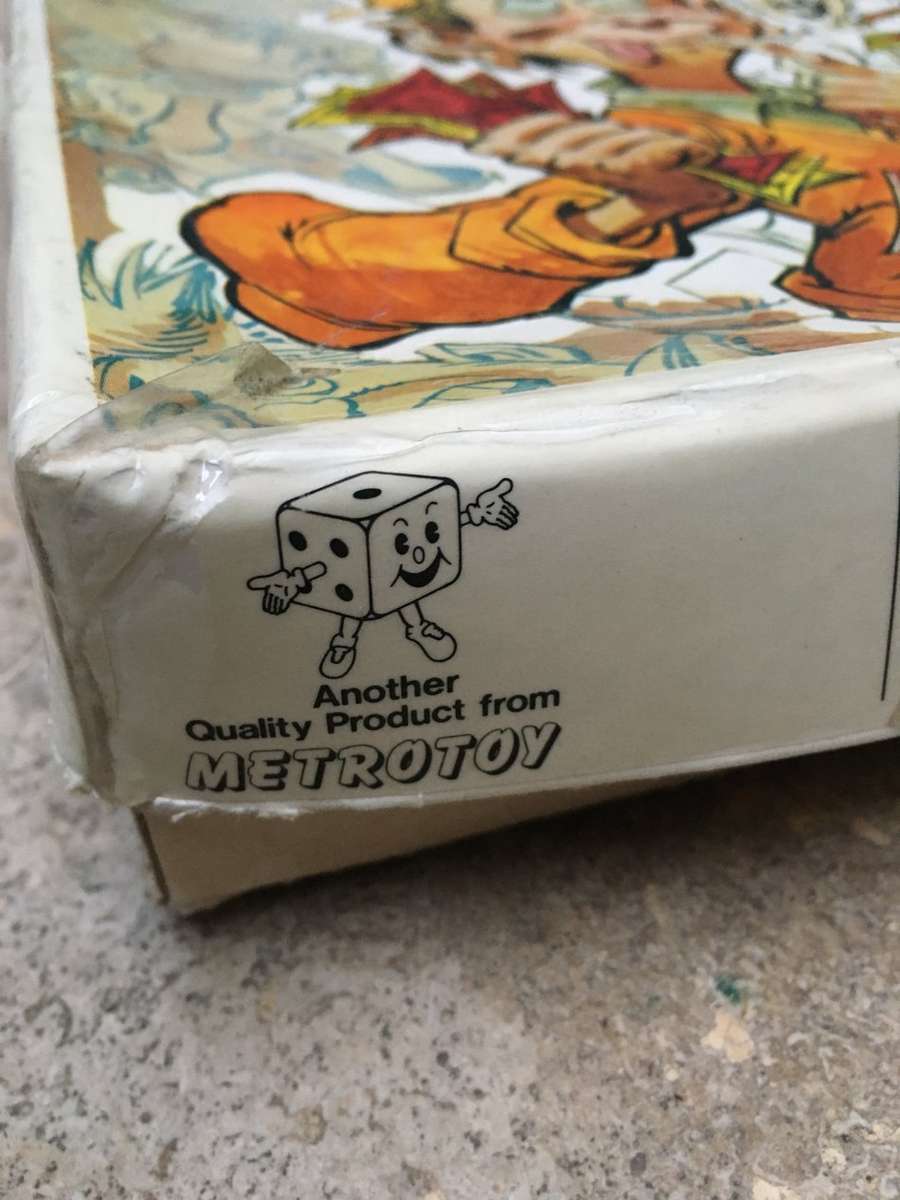 Another
Quality Product from
METROTOY